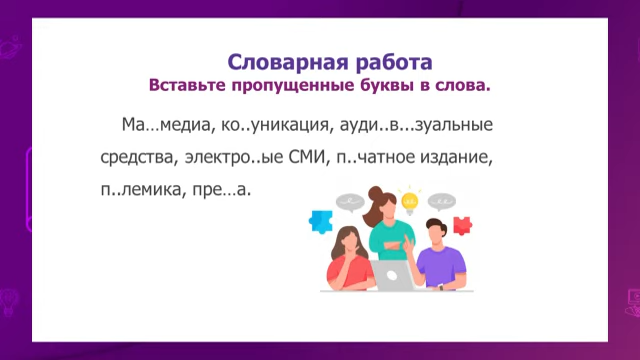 Словарная работа
Вставьте пропущенные буквы в слова.
Ма…медиа, ко..уникация, ауди..в...зуальные
средства, электро..ые СМИ, п..чатное издание,
п..лемика, пре…а.